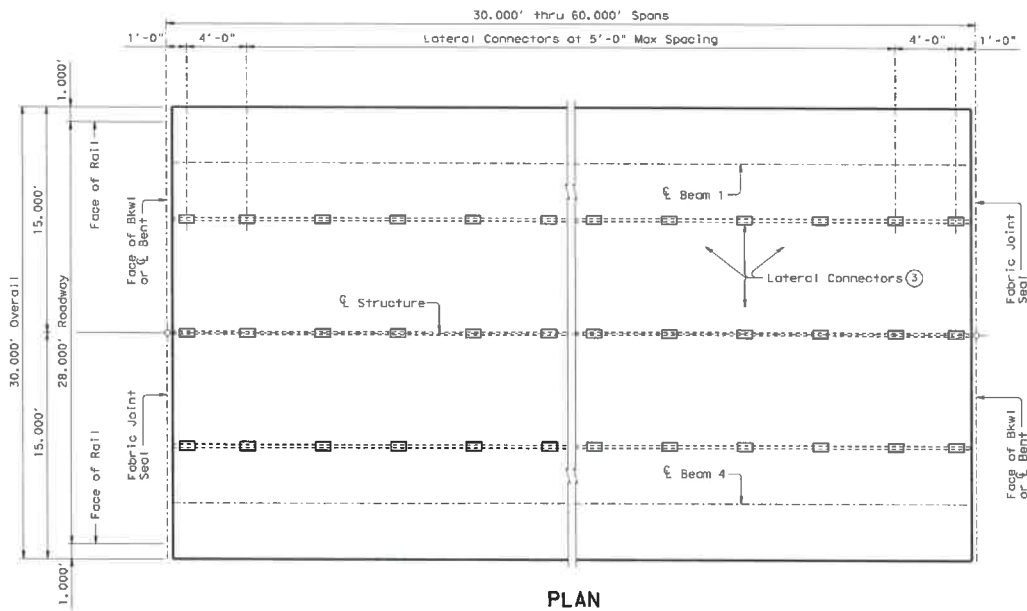 30.000' thru 60.000' Spans
1'-0"
4'-0"
Lateral Connectors at 5'-0" Max Spacing
4'-0"
1'-0"
1.000'
30.000' Overall
15.000'
15.000'
28.000' Roadway
Face of Rail
Face of Rail
1.000'
Face of Bkwl
or ℄ Bent
Fabric Joint
Seal
℄ Beam 1
Lateral Connectors ③
℄ Structure
℄ Beam 4
Fabric Joint
Seal
Face of Bkwl
or ℄ Bent
PLAN